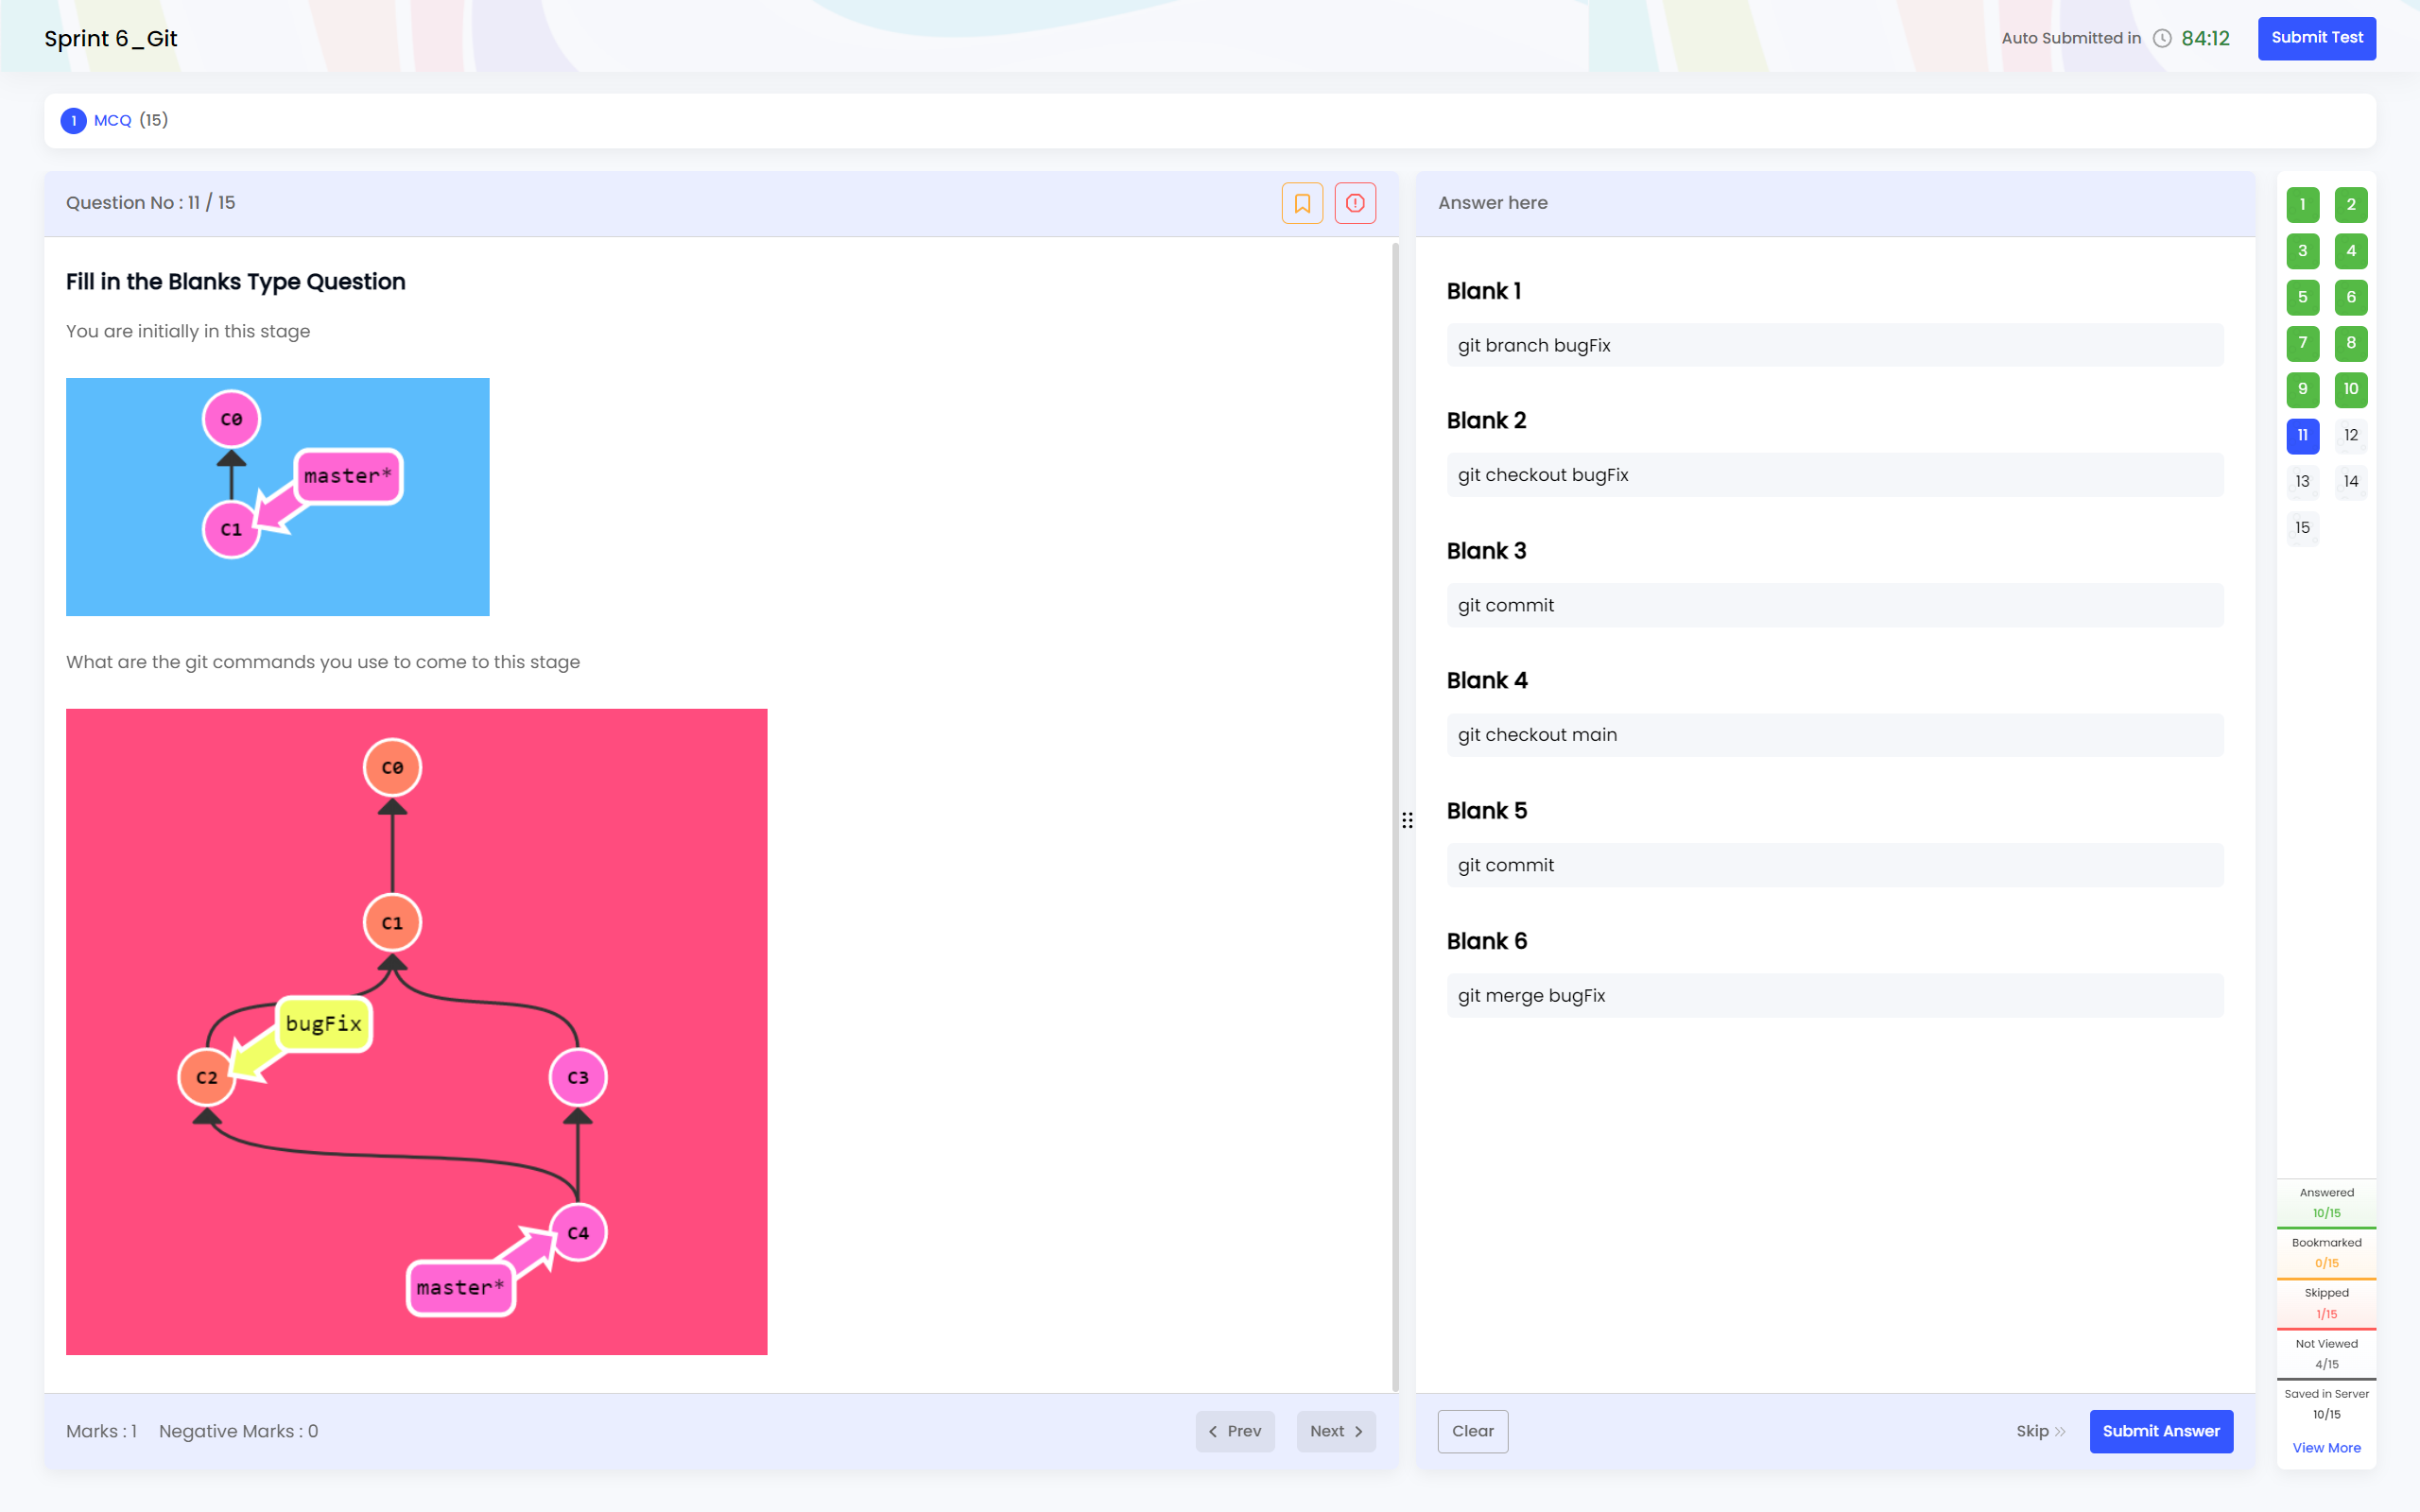 Sprint 6_Git
Auto Submitted in 84:12
Submit Test
1 MCQ (15)
Question No : 11 / 15
Fill in the Blanks Type Question
You are initially in this stage
C0
master*
C1
What are the git commands you use to come to this stage
C0
C1
bugFix
C2
C3
C4
master*
Marks : 1 Negative Marks : 0
Prev
Next
Answer here
Blank 1
git branch bugFix
Blank 2
git checkout bugFix
Blank 3
git commit
Blank 4
git checkout main
Blank 5
git commit
Blank 6
git merge bugFix
Clear
Skip
Submit Answer
1 2
3 4
5 6
7 8
9 10
11 12
13 14
15
Answered
10/15
Bookmarked
0/15
Skipped
1/15
Not Viewed
4/15
Saved in Server
10/15
View More